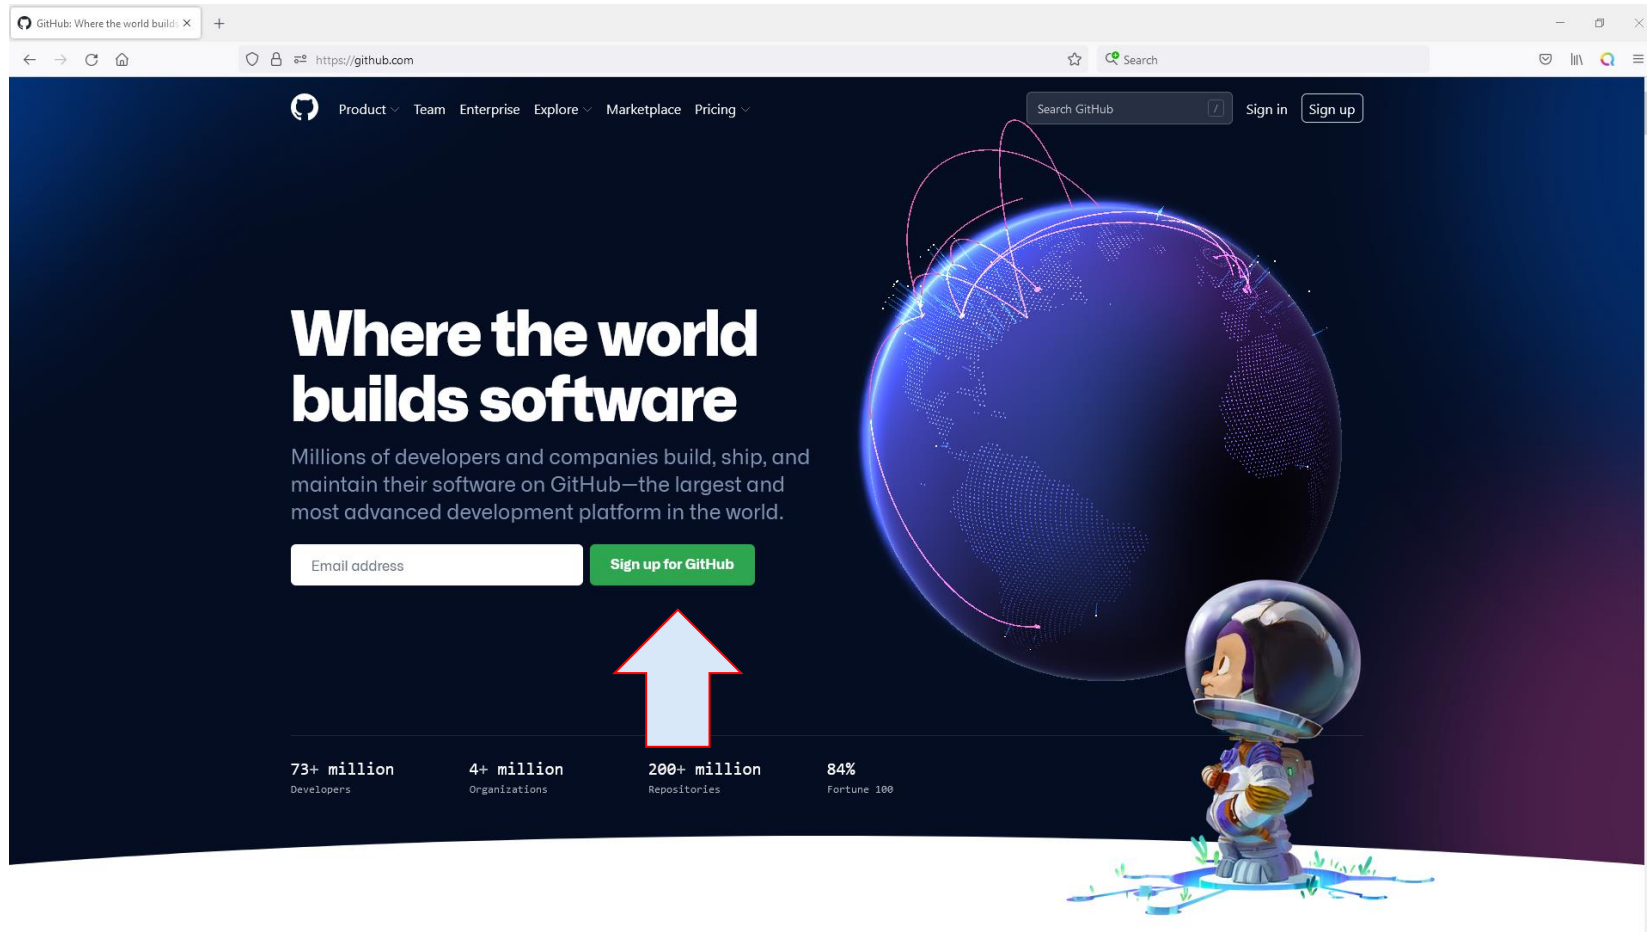 GitHub: Where the world builds
https://github.com
Search
Product
Team
Enterprise
Explore
Marketplace
Pricing
Search GitHub
/
Sign in
Sign up
Where the world
builds software
Millions of developers and companies build, ship, and
maintain their software on GitHub—the largest and
most advanced development platform in the world.
Email address
Sign up for GitHub
73+ million
Developers
4+ million
Organizations
200+ million
Repositories
84%
Fortune 100